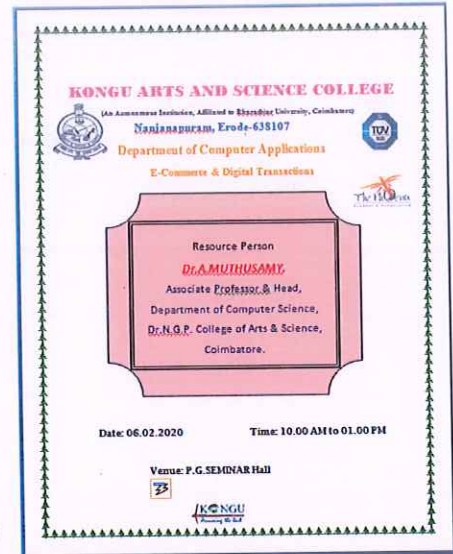 KONGU ARTS AND SCIENCE COLLEGE
(An Autonomous Institution, Affiliated to Bharathiar University, Coimbatore)
Nanjanapuram, Erode-638107
TÜV
Department of Computer Applications
E-Commerce & Digital Transactions
Resource Person
Dr.A.MUTHUSAMY,
Associate Professor & Head,
Department of Computer Science,
Dr.N.G.P. College of Arts & Science,
Coimbatore.
Date: 06.02.2020 Time: 10.00 AM to 01.00 PM
Venue: P.G.SEMINAR Hall
KONGU